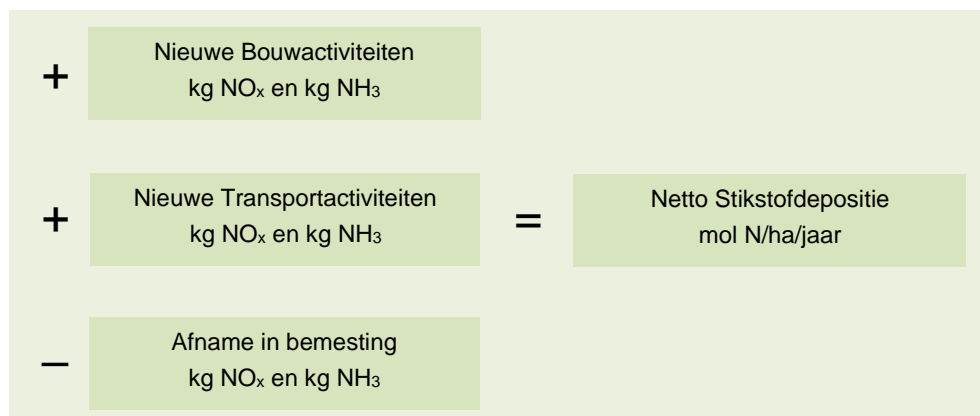 +
Nieuwe Bouwactiviteiten
kg NOx en kg NH3
+
Nieuwe Transportactiviteiten
kg NOx en kg NH3
=
Netto Stikstofdepositie
mol N/ha/jaar
–
Afname in bemesting
kg NOx en kg NH3